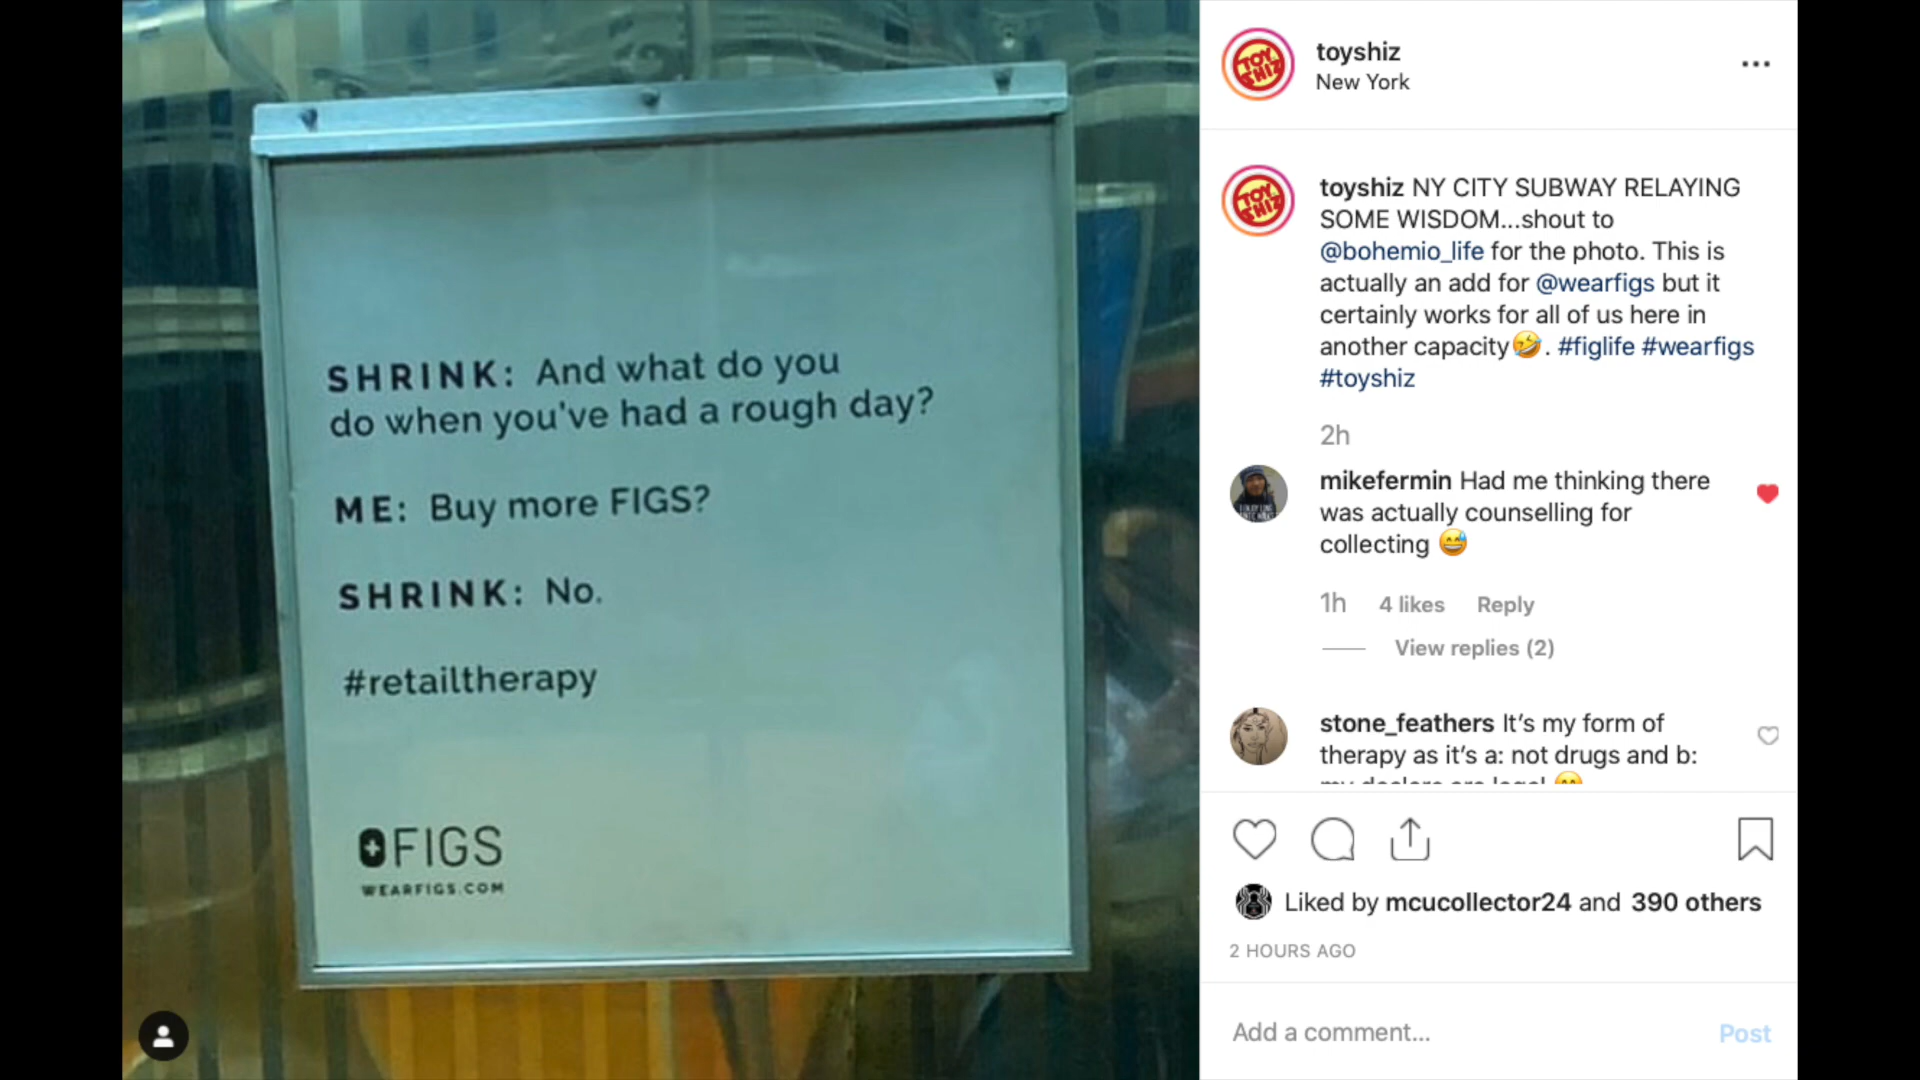 SHRINK: And what do you
do when you've had a rough day?
ME: Buy more FIGS?
SHRINK: No.
#retailtherapy
FIGS
WEARFIGS.COM
TOY SHIZ
toyshiz
New York
TOY SHIZ
toyshiz NY CITY SUBWAY RELAYING
SOME WISDOM...shout to
@bohemio_life for the photo. This is
actually an add for @wearfigs but it
certainly works for all of us here in
another capacity🤣. #figlife #wearfigs
#toyshiz
2h
mikefermin Had me thinking there
was actually counselling for
collecting 😅
1h 4 likes Reply
View replies (2)
stone_feathers It's my form of
therapy as it's a: not drugs and b:
Liked by mcucollector24 and 390 others
2 HOURS AGO
Add a comment...
Post